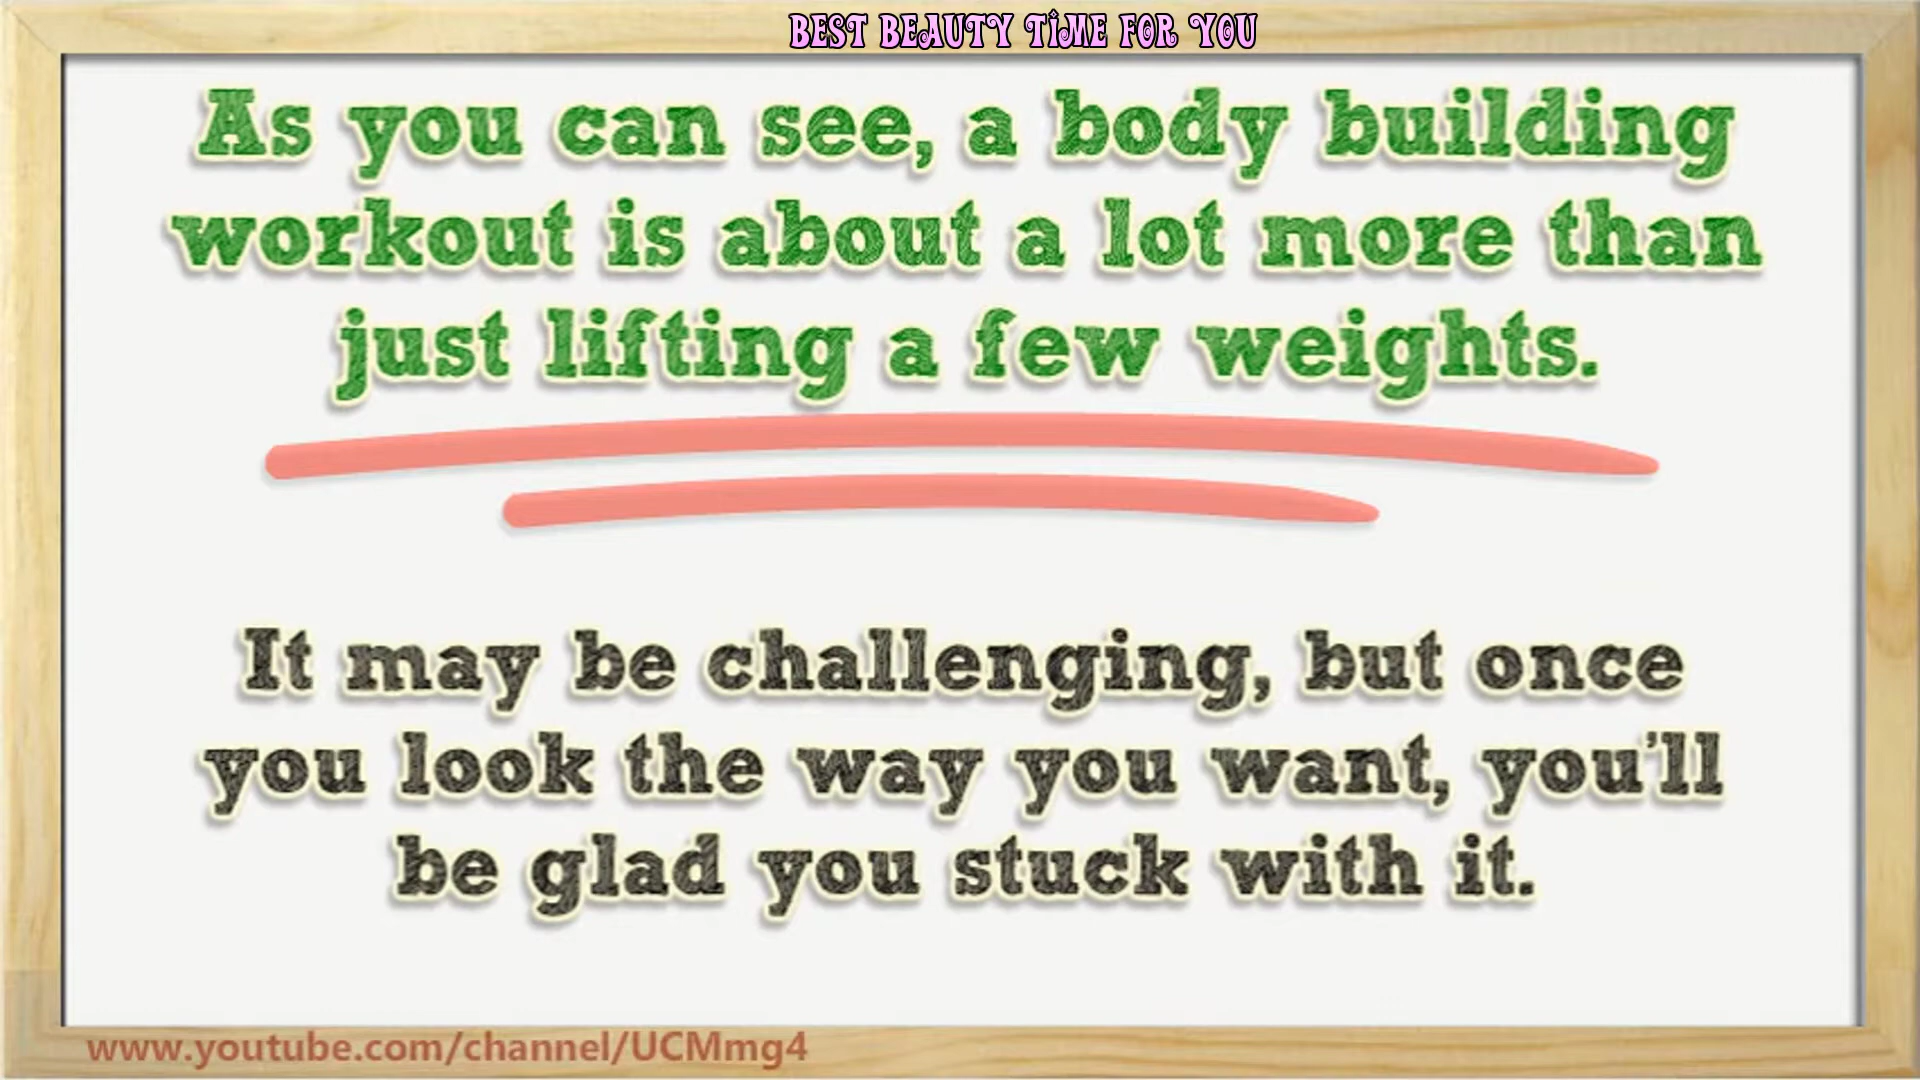 BEST BEAUTY TiME FOR YOU
As you can see, a body building
workout is about a lot more than
just lifting a few weights.
It may be challenging, but once
you look the way you want, you'll
be glad you stuck with it.
www.youtube.com/channel/UCMmg4